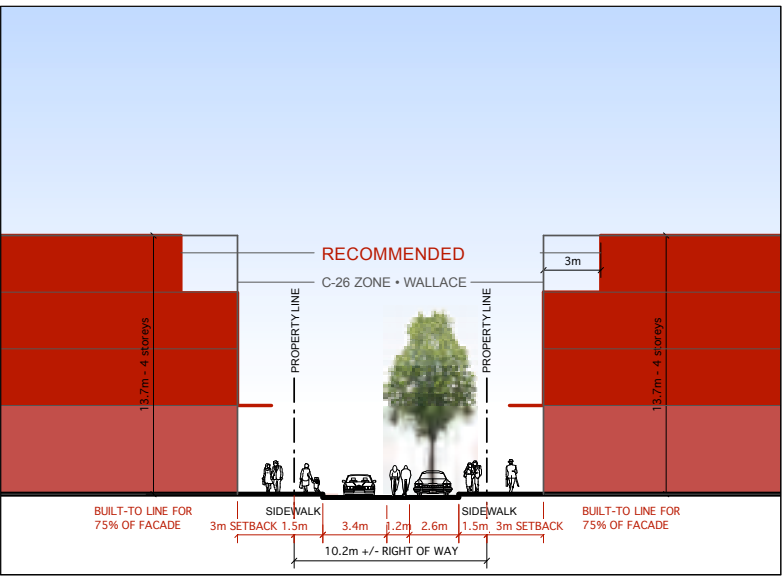 RECOMMENDED
C-26 ZONE • WALLACE
3m
PROPERTY LINE
PROPERTY LINE
13.7m - 4 storeys
13.7m - 4 storeys
BUILT-TO LINE FOR
75% OF FACADE
SIDEWALK
SIDEWALK
BUILT-TO LINE FOR
75% OF FACADE
3m SETBACK 1.5m 3.4m 1.2m 2.6m 1.5m 3m SETBACK
10.2m +/- RIGHT OF WAY